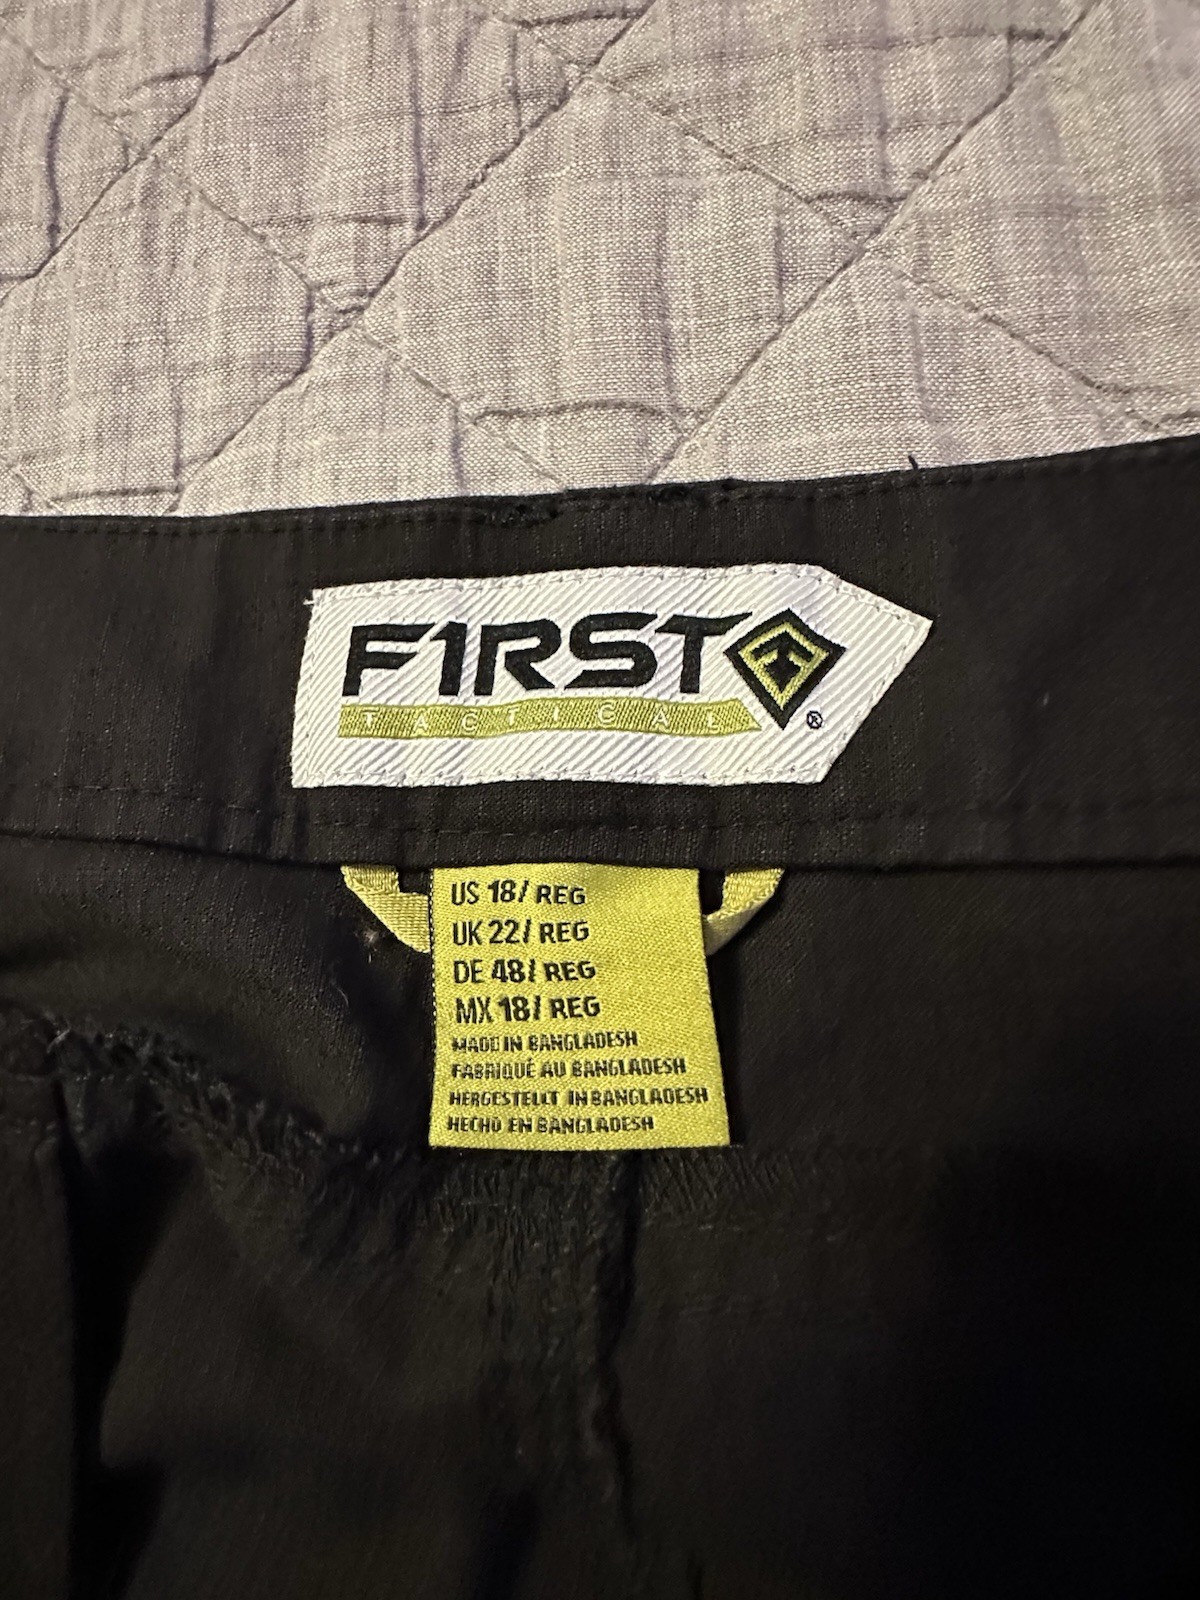 F1RST
TACTICAL
®
US 18/ REG
UK 22/ REG
DE 48/ REG
MX 18/ REG
MADE IN BANGLADESH
FABRIQUÉ AU BANGLADESH
HERGESTELLT IN BANGLADESH
HECHO EN BANGLADESH